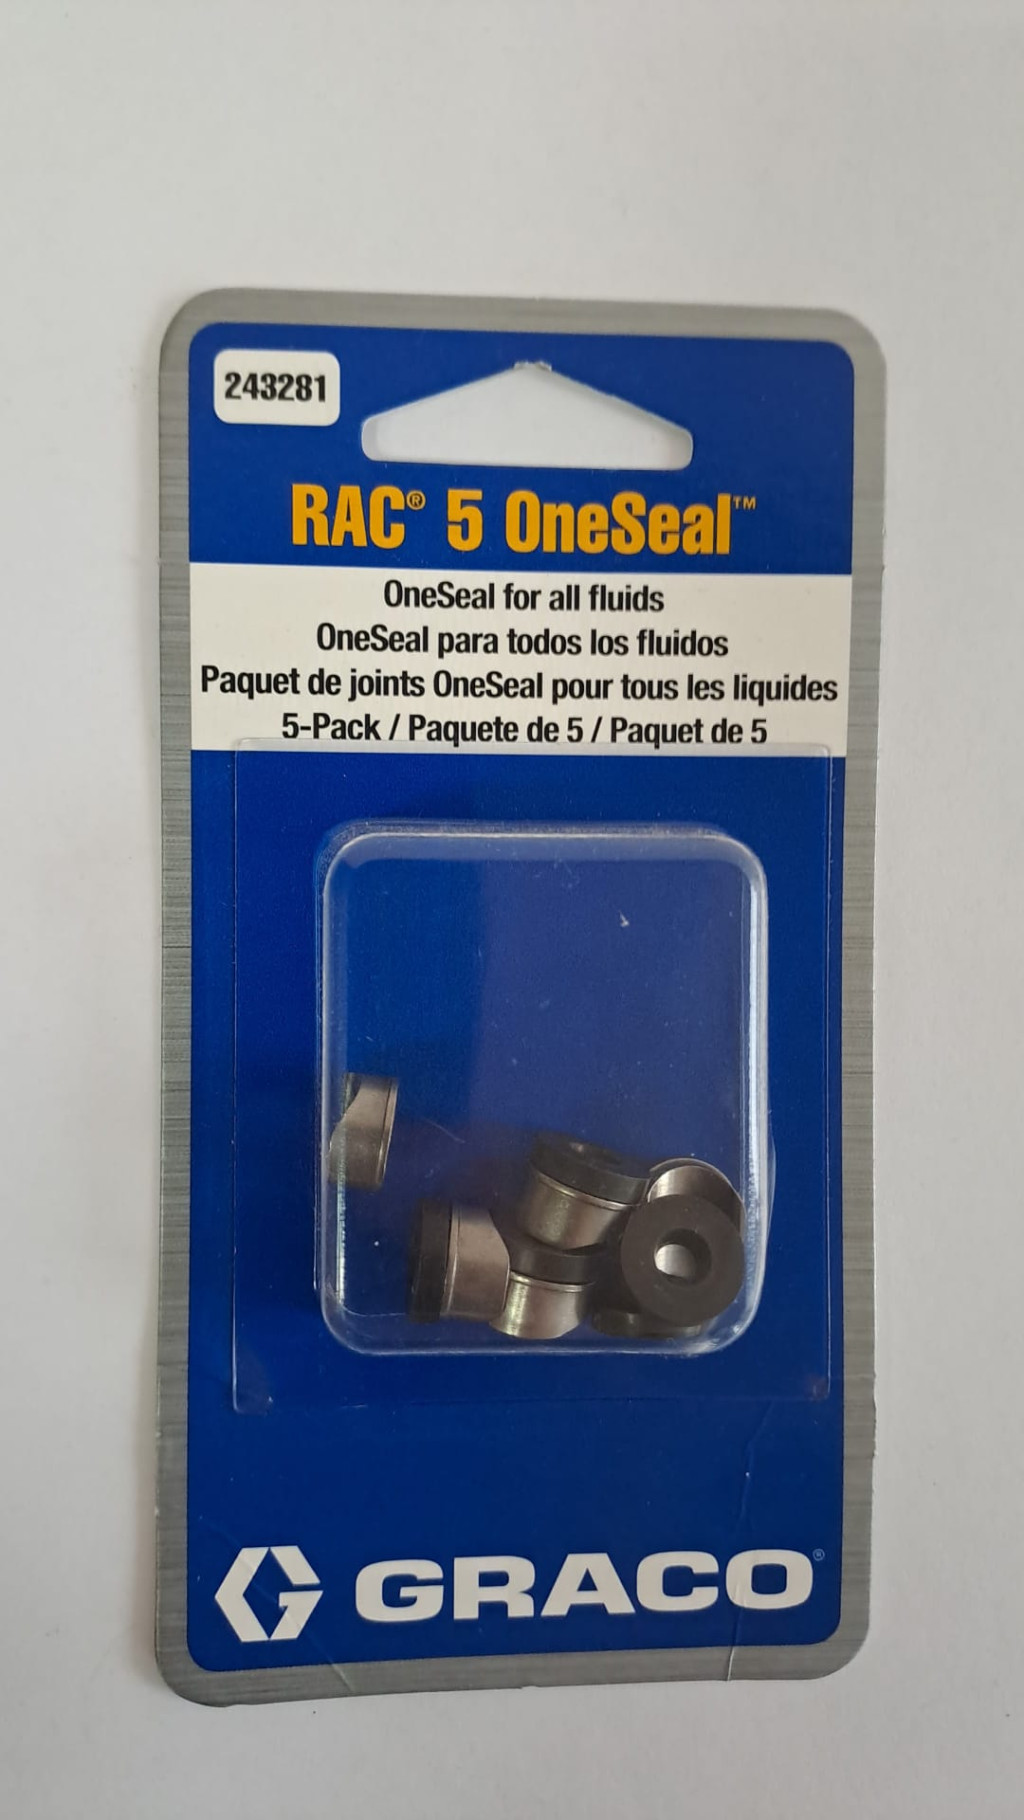 243281
RAC® 5 OneSeal™
OneSeal for all fluids
OneSeal para todos los fluidos
Paquet de joints OneSeal pour tous les liquides
5-Pack / Paquete de 5 / Paquet de 5
GRACO®